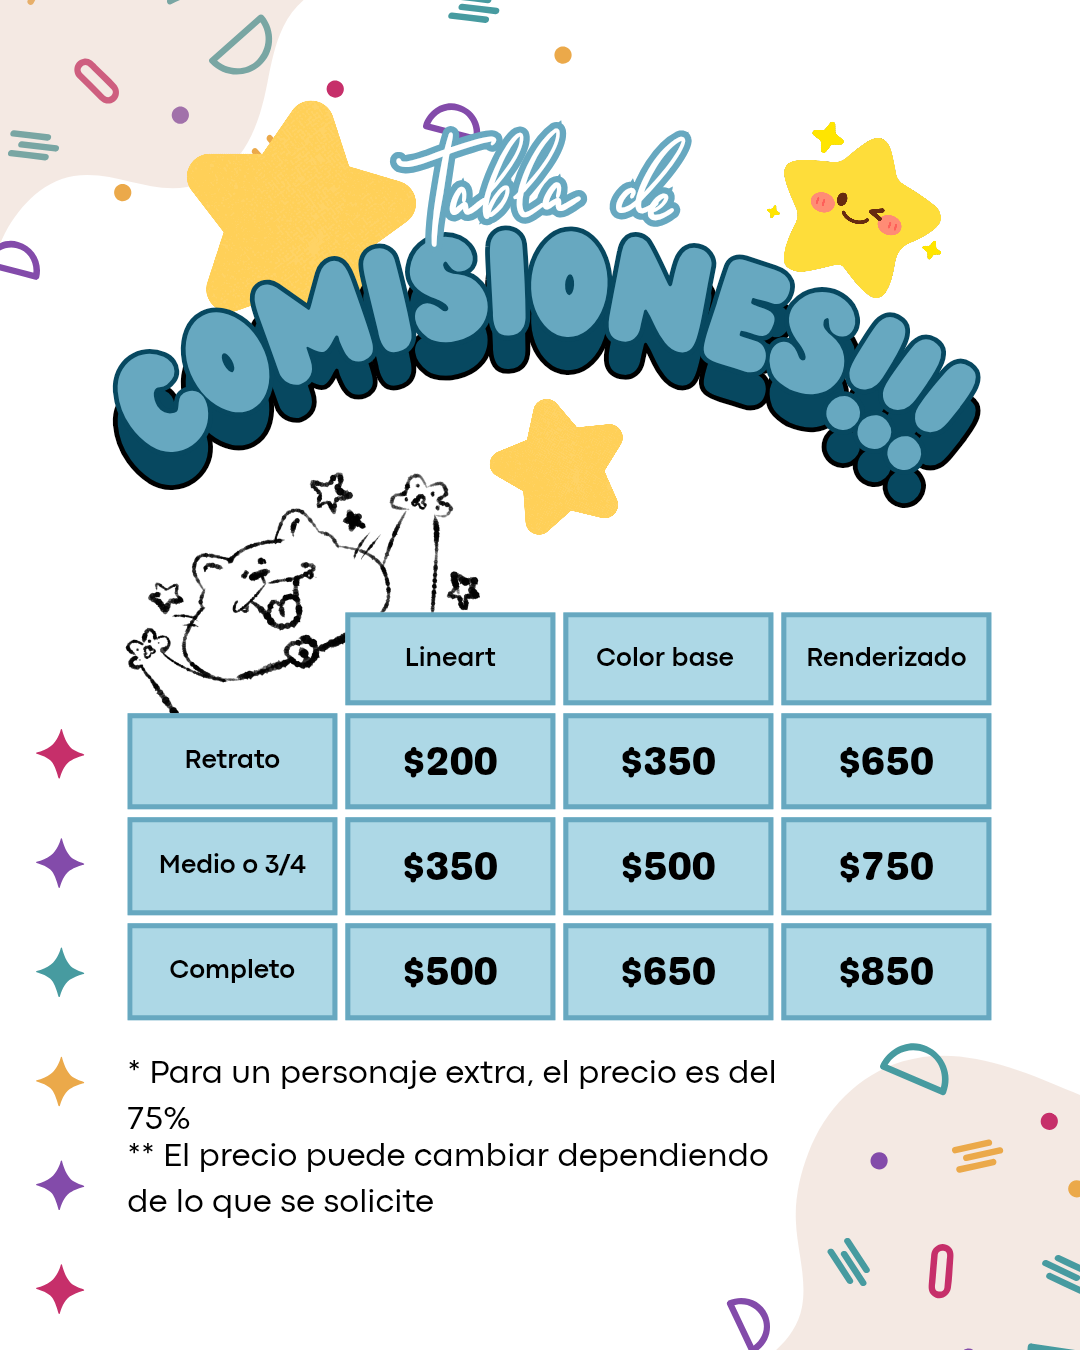 Tabla de
COMISIONES!!!
Lineart Color base Renderizado
Retrato $200 $350 $650
Medio o 3/4 $350 $500 $750
Completo $500 $650 $850
* Para un personaje extra, el precio es del
75%
** El precio puede cambiar dependiendo
de lo que se solicite